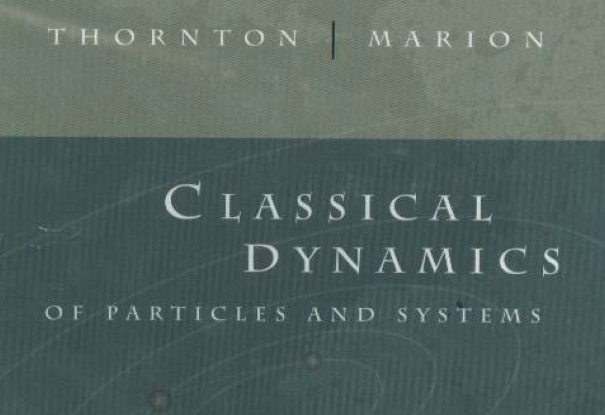 THORNTON | MARION
CLASSICAL
DYNAMICS
OF PARTICLES AND SYSTEMS